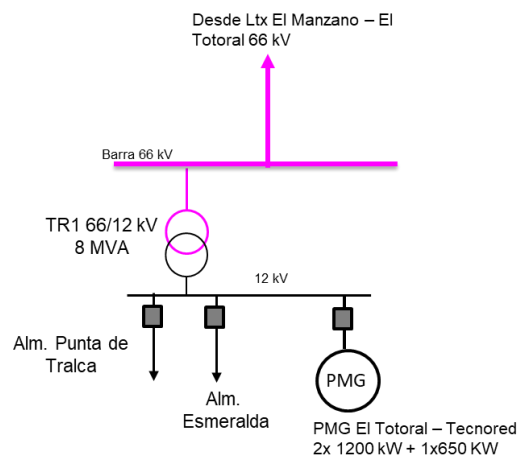 Desde Ltx El Manzano – El
Totoral 66 kV
Barra 66 kV
TR1 66/12 kV
8 MVA
12 kV
Alm. Punta de
Tralca
Alm.
Esmeralda
PMG
PMG El Totoral – Tecnored
2x 1200 kW + 1x650 KW